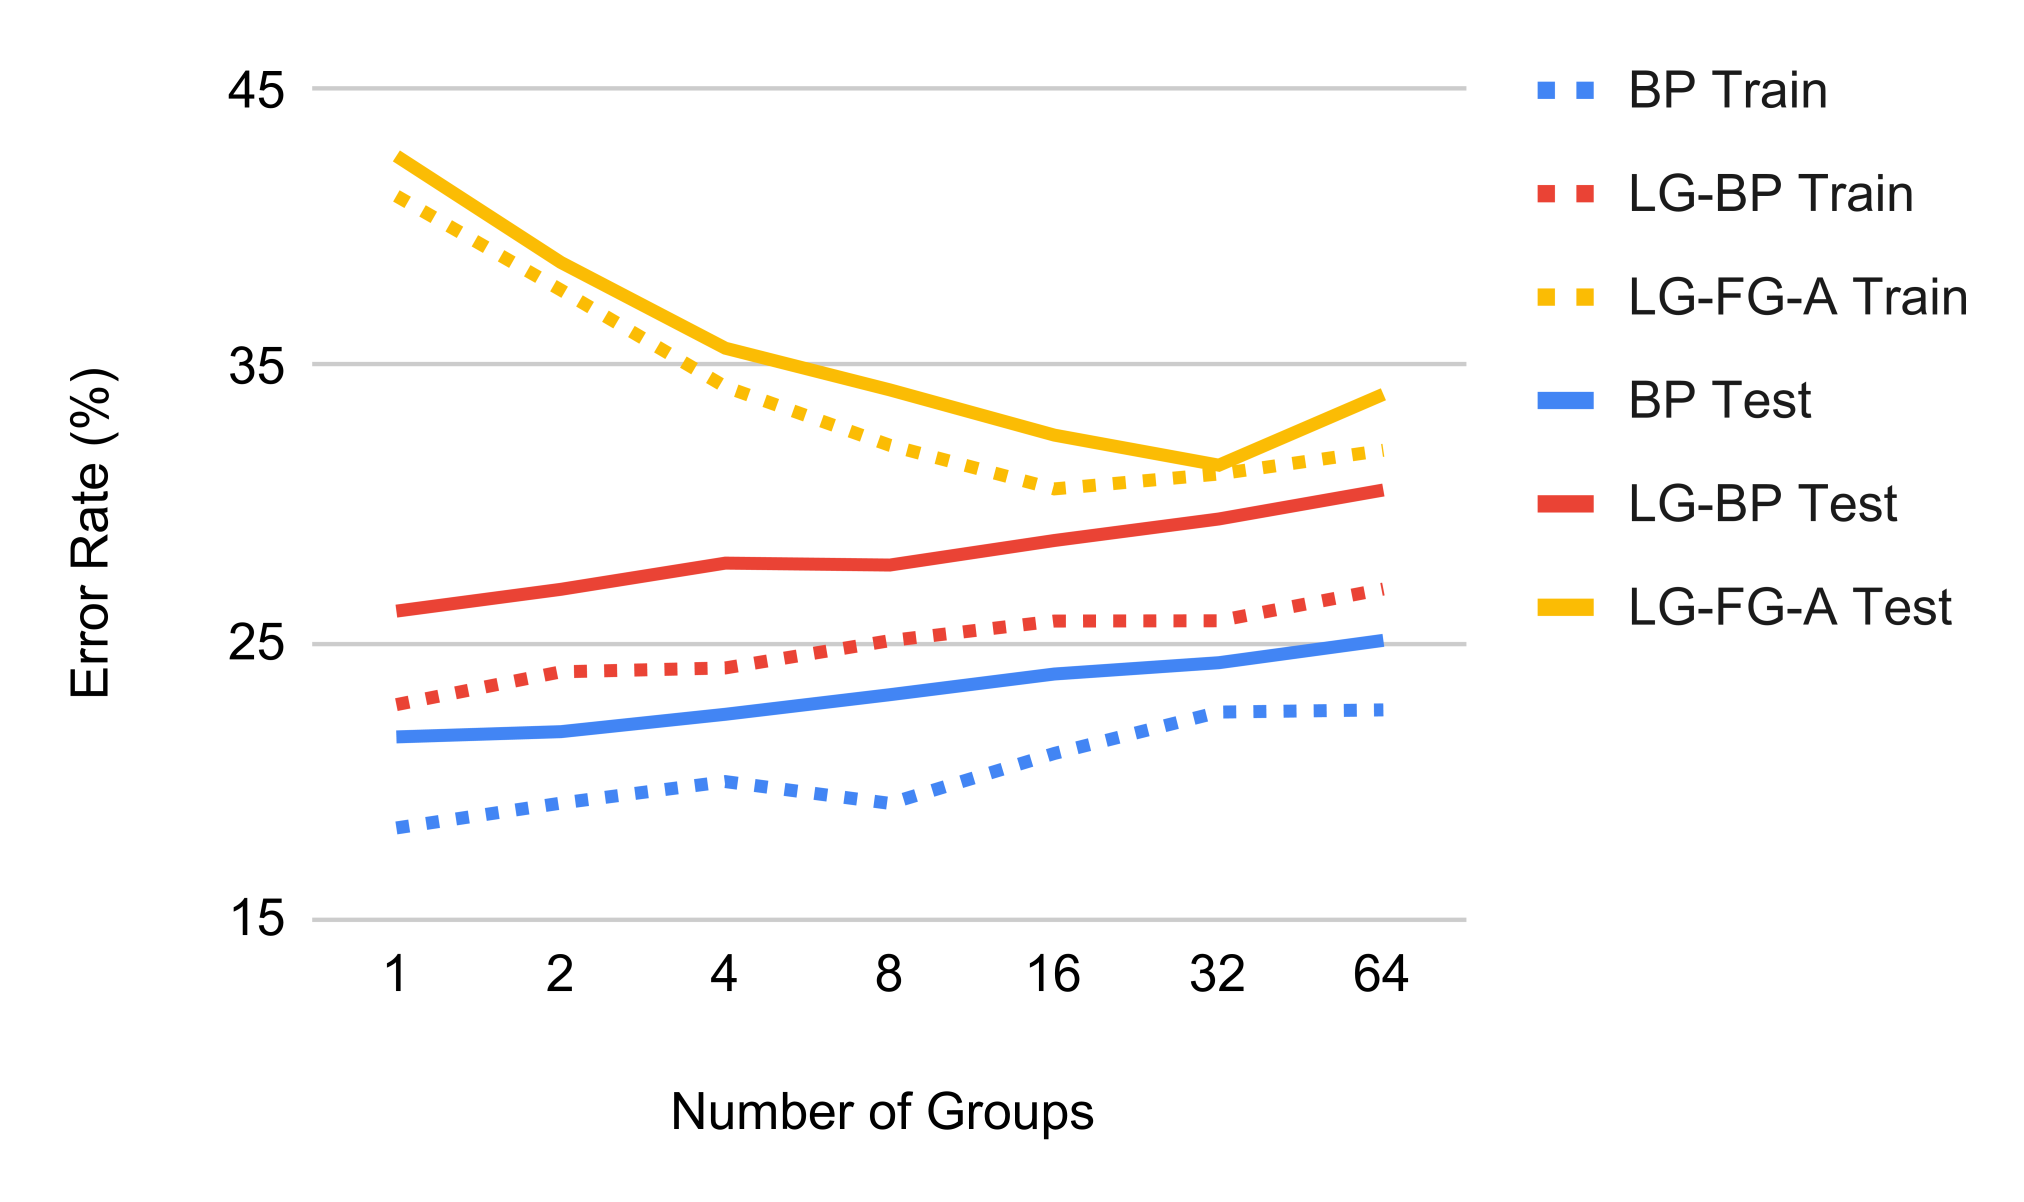 45
35
25
15
Error Rate (%)
1 2 4 8 16 32 64
Number of Groups
BP Train
LG-BP Train
LG-FG-A Train
BP Test
LG-BP Test
LG-FG-A Test